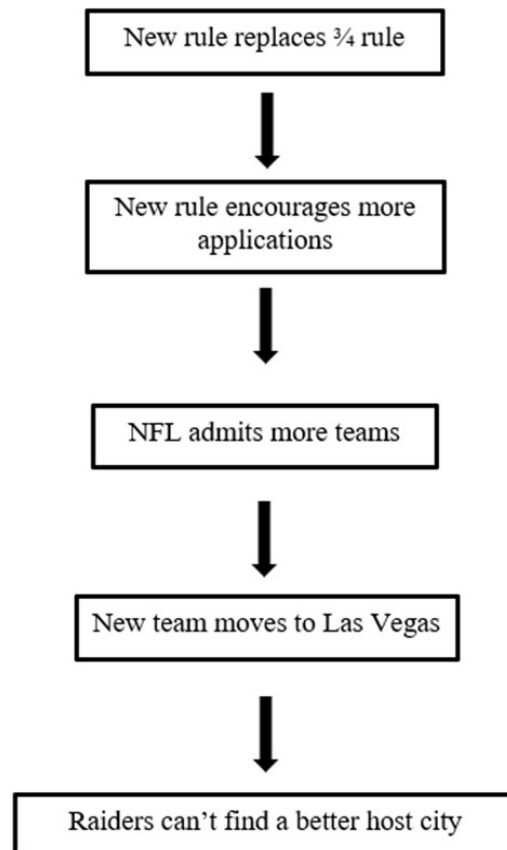 New rule replaces ¾ rule
New rule encourages more
applications
NFL admits more teams
New team moves to Las Vegas
Raiders can’t find a better host city